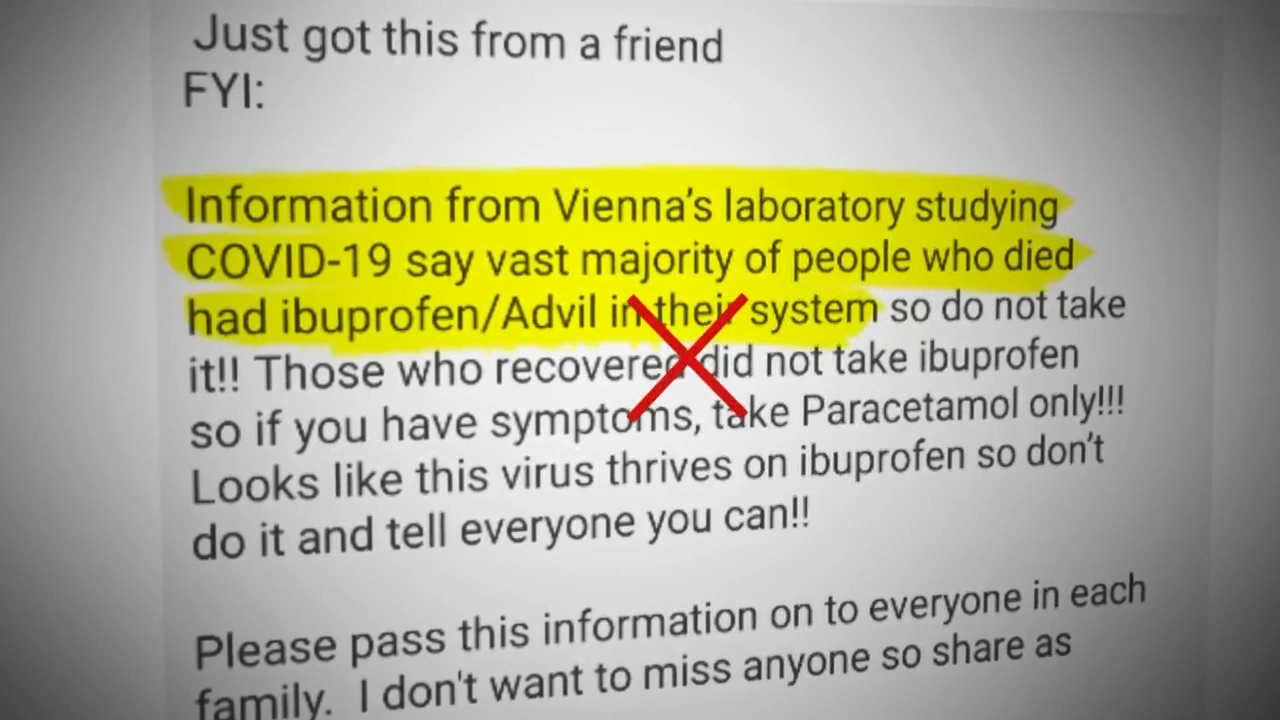 Just got this from a friend
FYI:
Information from Vienna's laboratory studying
COVID-19 say vast majority of people who died
had ibuprofen/Advil in their system so do not take
it!! Those who recovered did not take ibuprofen
so if you have symptoms, take Paracetamol only!!!
Looks like this virus thrives on ibuprofen so don't
do it and tell everyone you can!!
Please pass this information on to everyone in each
family. I don't want to miss anyone so share as